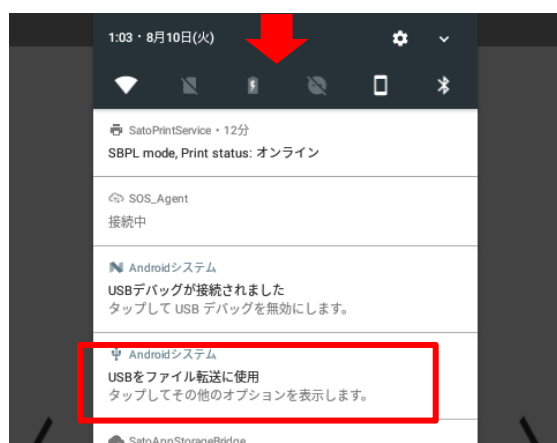 1:03・8月10日(火)
SatoPrintService・12分
SBPL mode, Print status: オンライン
SOS_Agent
接続中
Androidシステム
USBデバッグが接続されました
タップして USB デバッグを無効にします。
Androidシステム
USBをファイル転送に使用
タップしてその他のオプションを表示します。
SatoAppStorageBridge